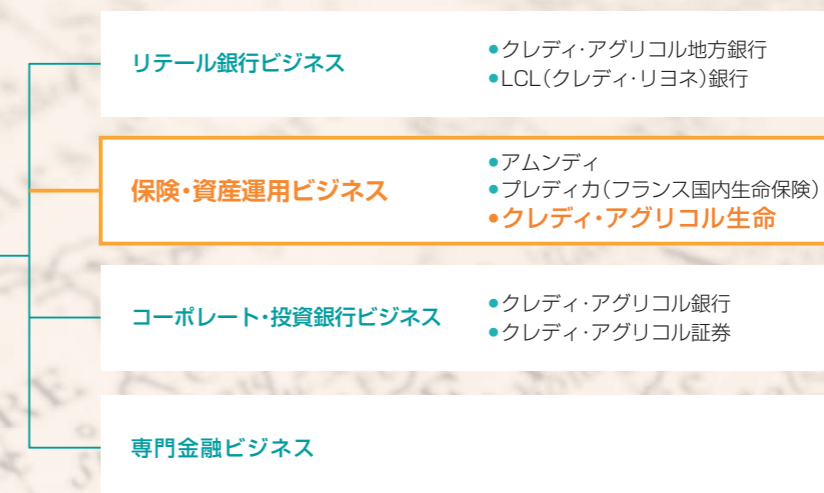 リテール銀行ビジネス
●クレディ・アグリコル地方銀行
●LCL(クレディ・リヨネ)銀行
保険・資産運用ビジネス
●アムンディ
●プレディカ(フランス国内生命保険)
●クレディ・アグリコル生命
コーポレート・投資銀行ビジネス
●クレディ・アグリコル銀行
●クレディ・アグリコル証券
専門金融ビジネス